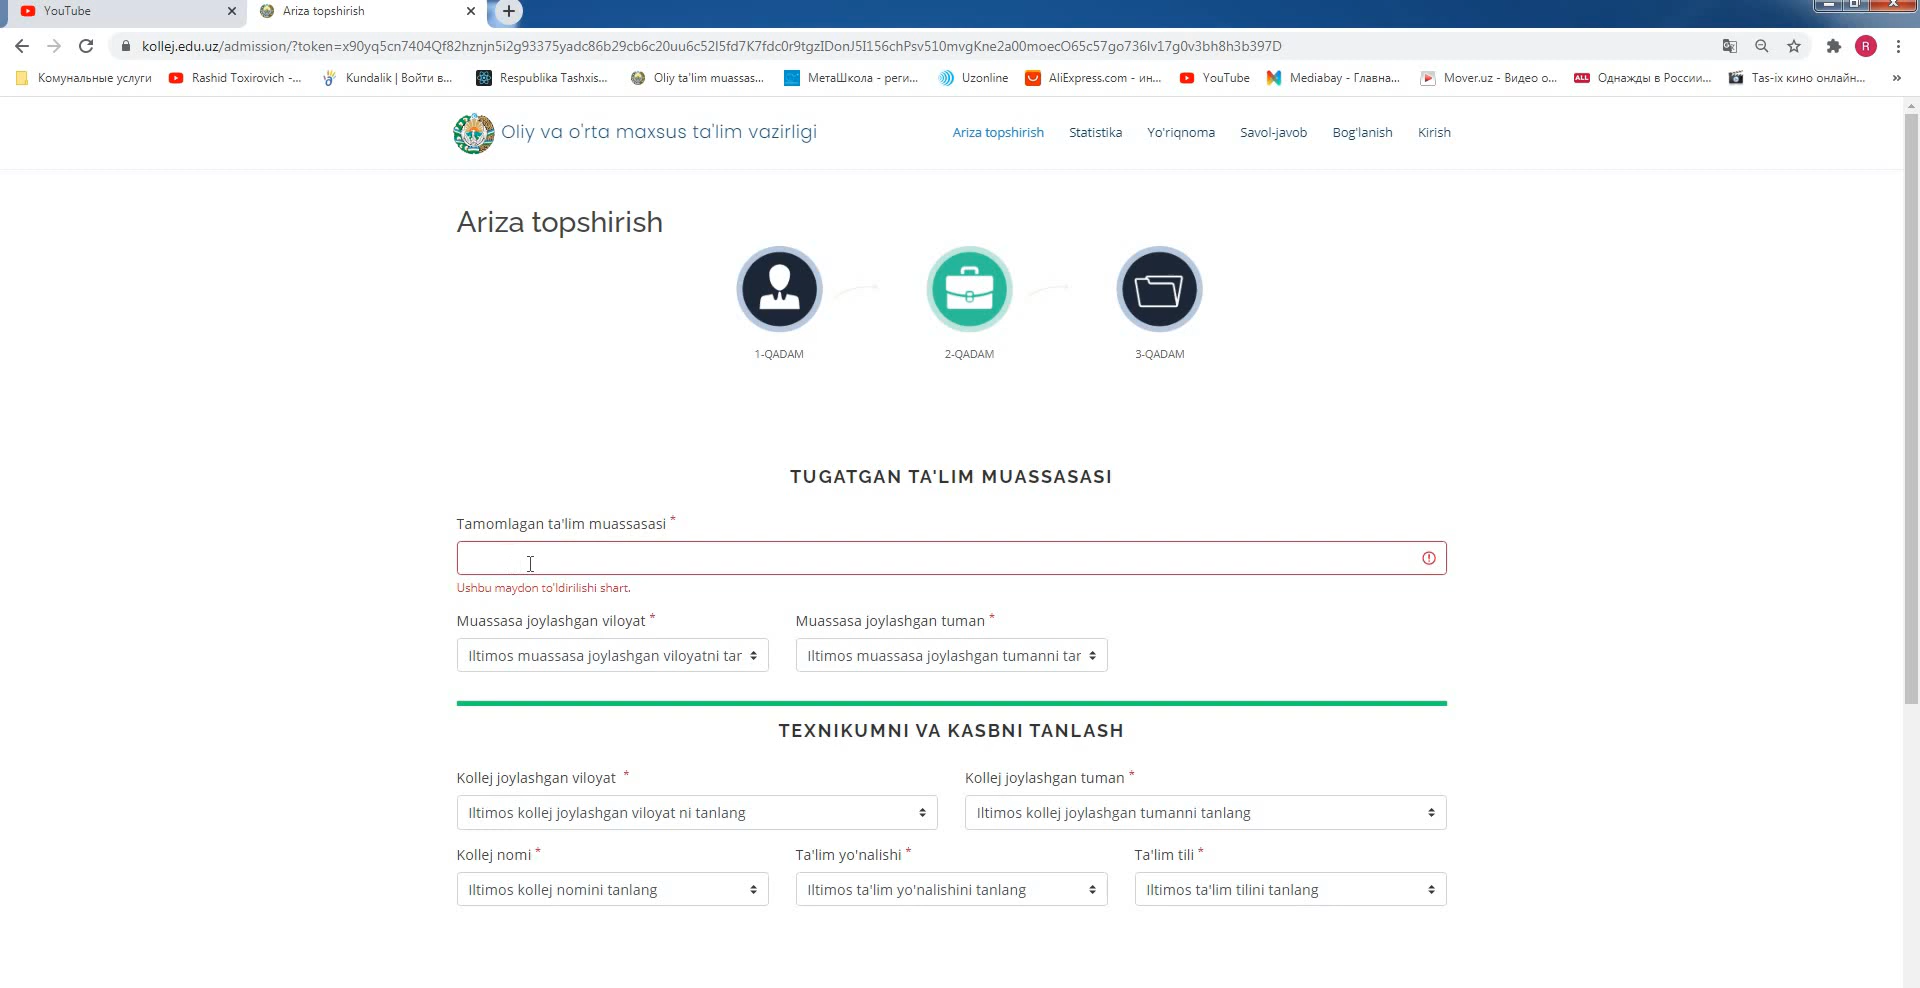 YouTube
Ariza topshirish
kollej.edu.uz/admission/?token=x90yq5cn7404Qf82hznjn5i2g93375yadc86b29cb6c20uu6c52I5fd7K7fdc0r9tgzIDonJ5I156chPsv510mvgKne2a00moecO65c57go736lv17g0v3bh8h3b397D
R
Комунальные услуги
Rashid Toxirovich -...
Kundalik | Войти в...
Respublika Tashxis...
Oliy ta'lim muassas...
МетаШкола - реги...
Uzonline
AliExpress.com - ин...
YouTube
Mediabay - Главна...
Mover.uz - Видео о...
ALL
Однажды в России...
Tas-ix кино онлайн...
»
Oliy va o'rta maxsus ta'lim vazirligi
Ariza topshirish
Statistika
Yo'riqnoma
Savol-javob
Bog'lanish
Kirish
Ariza topshirish
1-QADAM
2-QADAM
3-QADAM
TUGATGAN TA'LIM MUASSASASI
Tamomlagan ta'lim muassasasi *
Ushbu maydon to'ldirilishi shart.
Muassasa joylashgan viloyat *
Muassasa joylashgan tuman *
Iltimos muassasa joylashgan viloyatni tar
Iltimos muassasa joylashgan tumanni tar
TEXNIKUMNI VA KASBNI TANLASH
Kollej joylashgan viloyat *
Kollej joylashgan tuman *
Iltimos kollej joylashgan viloyat ni tanlang
Iltimos kollej joylashgan tumanni tanlang
Kollej nomi *
Ta'lim yo'nalishi *
Ta'lim tili *
Iltimos kollej nomini tanlang
Iltimos ta'lim yo'nalishini tanlang
Iltimos ta'lim tilini tanlang